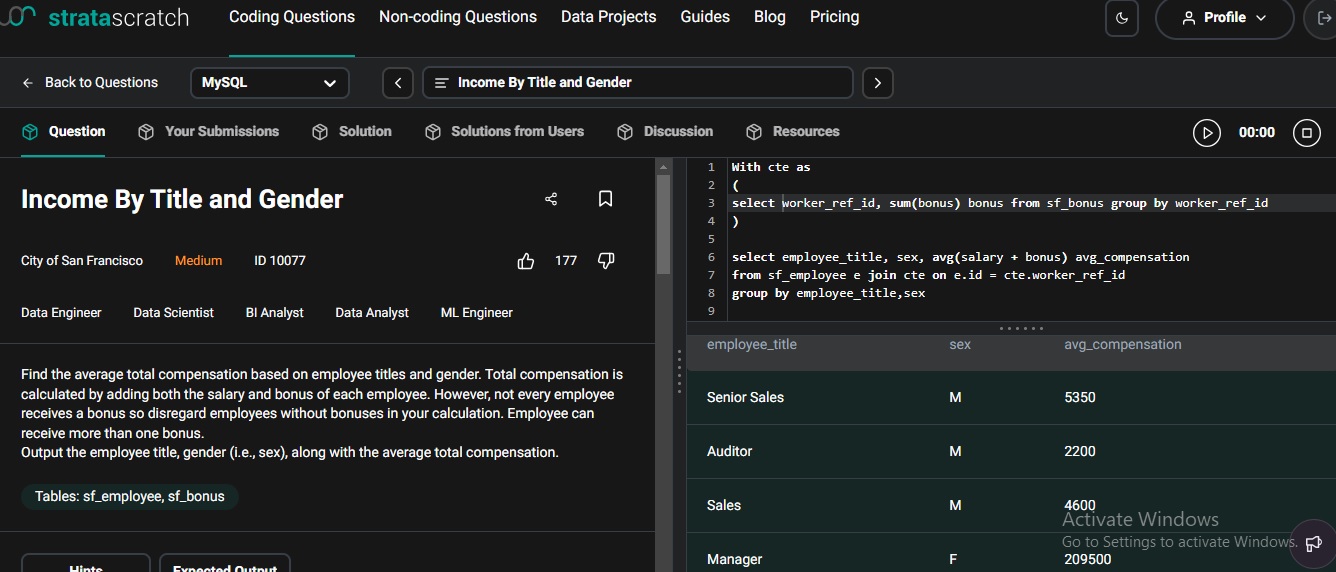 stratascratch
Coding Questions Non-coding Questions Data Projects Guides Blog Pricing
Profile
Back to Questions MySQL Income By Title and Gender
Question Your Submissions Solution Solutions from Users Discussion Resources 00:00
Income By Title and Gender
City of San Francisco Medium ID 10077 177
Data Engineer Data Scientist BI Analyst Data Analyst ML Engineer
Find the average total compensation based on employee titles and gender. Total compensation is
calculated by adding both the salary and bonus of each employee. However, not every employee
receives a bonus so disregard employees without bonuses in your calculation. Employee can
receive more than one bonus.
Output the employee title, gender (i.e., sex), along with the average total compensation.
Tables: sf_employee, sf_bonus
Hints Expected Output
1 With cte as
2 (
3 select worker_ref_id, sum(bonus) bonus from sf_bonus group by worker_ref_id
4 )
5
6 select employee_title, sex, avg(salary + bonus) avg_compensation
7 from sf_employee e join cte on e.id = cte.worker_ref_id
8 group by employee_title,sex
9
employee_title sex avg_compensation
Senior Sales M 5350
Auditor M 2200
Sales M 4600
Manager F 209500
Activate Windows
Go to Settings to activate Windows.